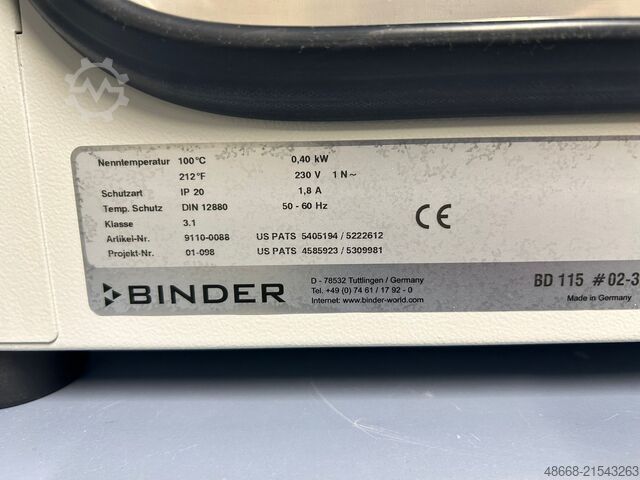 Nenntemperatur 100°C 0,40 kW
212°F 230 V 1 N~
Schutzart IP 20 1,8 A
Temp. Schutz DIN 12880 50 - 60 Hz
Klasse 3.1
Artikel-Nr. 9110-0088 US PATS 5405194 / 5222612
Projekt-Nr. 01-098 US PATS 4585923 / 5309981
CE
BINDER
D - 78532 Tuttlingen / Germany
Tel. +49 (0) 74 61 / 17 92 - 0
Internet: www.binder-world.com
BD 115 #02-3
Made in Germany
48668-21543263